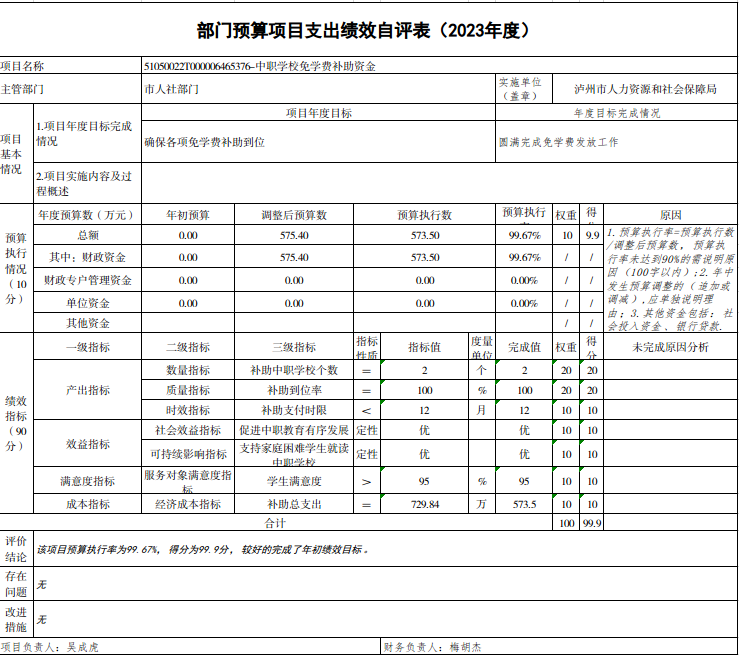 部门预算项目支出绩效自评表（2023年度）
项目名称 51050022T000006465376-中职学校免学费补助资金
主管部门 市人社部门 实施单位（盖章） 泸州市人力资源和社会保障局
项目基本情况 1.项目年度目标完成情况 项目年度目标 年度目标完成情况
确保各项免学费补助到位 圆满完成免学费发放工作
2.项目实施内容及过程概述
预算执行情况（10分） 年度预算数（万元） 年初预算 调整后预算数 预算执行数 预算执行 权重 得 原因
总额 0.00 575.40 573.50 99.67% 10 9.9
其中：财政资金 0.00 575.40 573.50 99.67% / /
财政专户管理资金 0.00 0.00 0.00 0.00% / /
单位资金 0.00 0.00 0.00 0.00% / /
其他资金 / /
1.预算执行率=预算执行数
/调整后预算数，预算执
行率未达到90%的需说明原
因（100字以内）；2.年中
发生预算调整的（追加或
调减），应单独说明理
由；3.其他资金包括：社
会投入资金、银行贷款.
绩效指标（90分） 一级指标 二级指标 三级指标 指标性质 指标值 度量单位 完成值 权重 得分 未完成原因分析
产出指标 数量指标 补助中职学校个数 ＝ 2 个 2 20 20
质量指标 补助到位率 ＝ 100 % 100 20 20
时效指标 补助支付时限 ＜ 12 月 12 10 10
效益指标 社会效益指标 促进中职教育有序发展 定性 优 优 10 10
可持续影响指标 支持家庭困难学生就读中职学校 定性 优 优 10 10
满意度指标 服务对象满意度指标 学生满意度 ＞ 95 % 95 10 10
成本指标 经济成本指标 补助总支出 ＝ 729.84 万 573.5 10 10
合计 100 99.9
评价结论 该项目预算执行率为99.67%，得分为99.9分，较好的完成了年初绩效目标。
存在问题 无
改进措施 无
项目负责人：吴成虎 财务负责人：梅胡杰